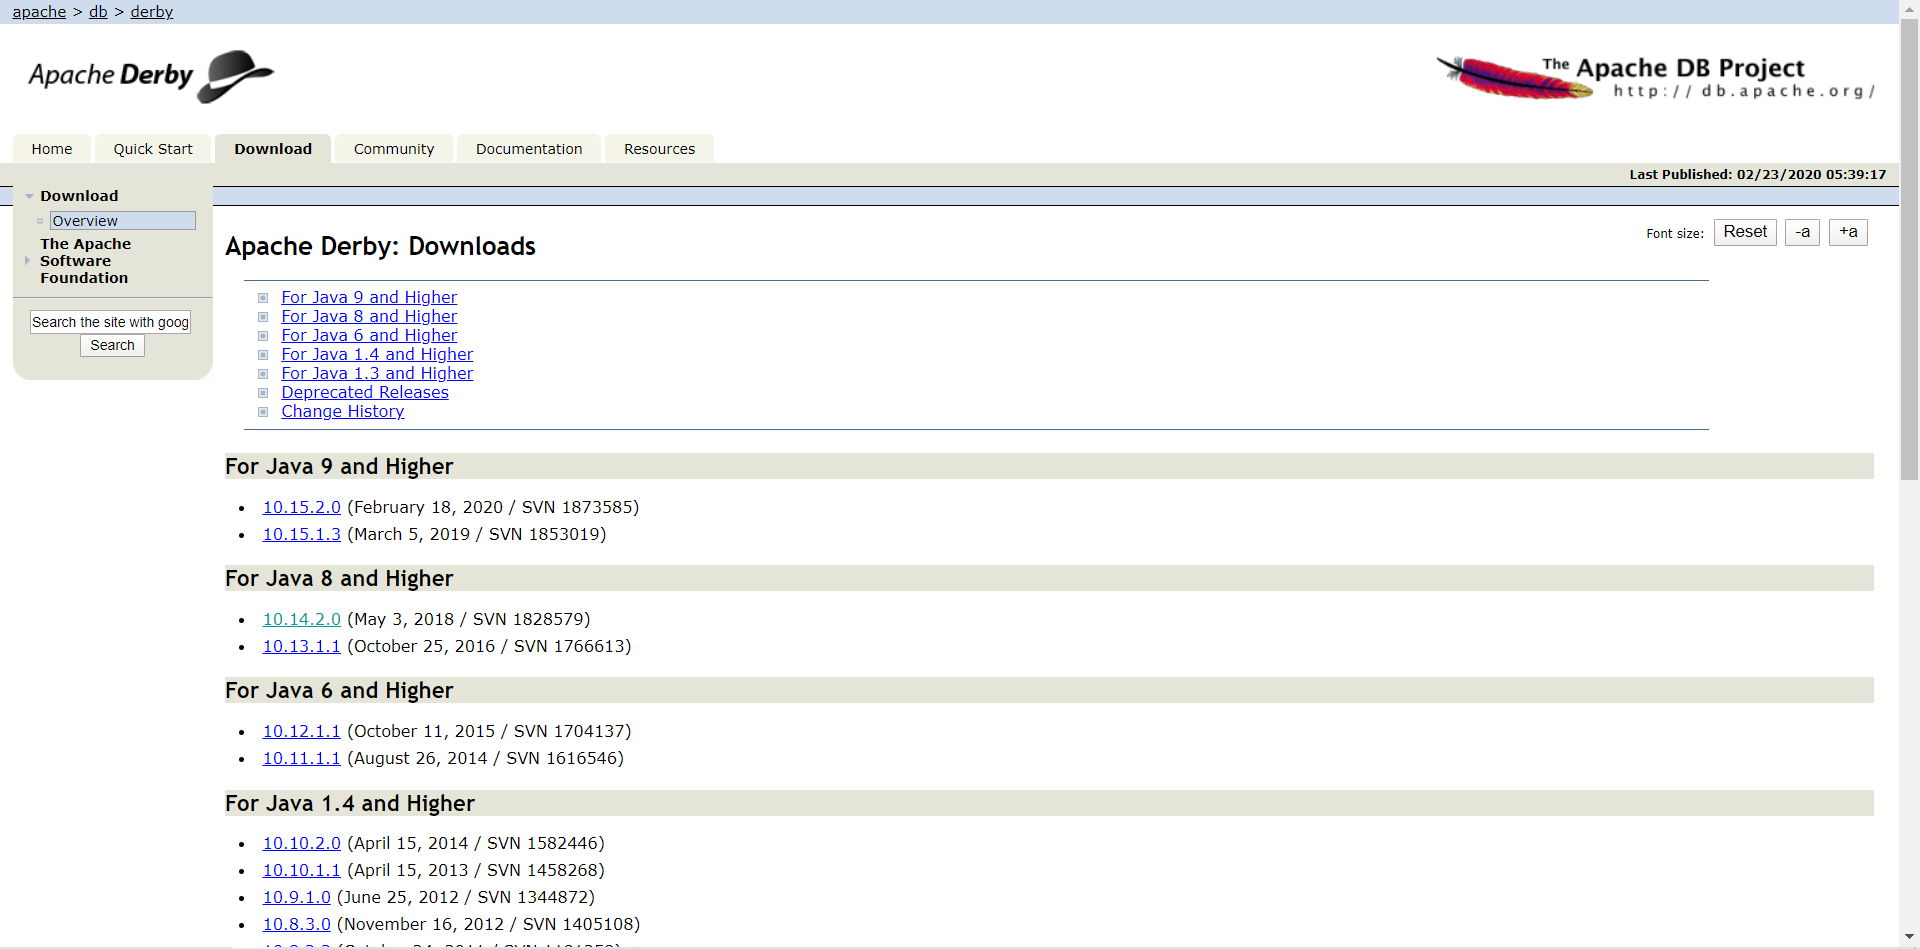 apache > db > derby
Apache Derby
The Apache DB Project
http://db.apache.org/
Home
Quick Start
Download
Community
Documentation
Resources
Last Published: 02/23/2020 05:39:17
Download
Overview
The Apache
Software
Foundation
Search the site with goog
Search
Font size: Reset -a +a
Apache Derby: Downloads
For Java 9 and Higher
For Java 8 and Higher
For Java 6 and Higher
For Java 1.4 and Higher
For Java 1.3 and Higher
Deprecated Releases
Change History
For Java 9 and Higher
10.15.2.0 (February 18, 2020 / SVN 1873585)
10.15.1.3 (March 5, 2019 / SVN 1853019)
For Java 8 and Higher
10.14.2.0 (May 3, 2018 / SVN 1828579)
10.13.1.1 (October 25, 2016 / SVN 1766613)
For Java 6 and Higher
10.12.1.1 (October 11, 2015 / SVN 1704137)
10.11.1.1 (August 26, 2014 / SVN 1616546)
For Java 1.4 and Higher
10.10.2.0 (April 15, 2014 / SVN 1582446)
10.10.1.1 (April 15, 2013 / SVN 1458268)
10.9.1.0 (June 25, 2012 / SVN 1344872)
10.8.3.0 (November 16, 2012 / SVN 1405108)